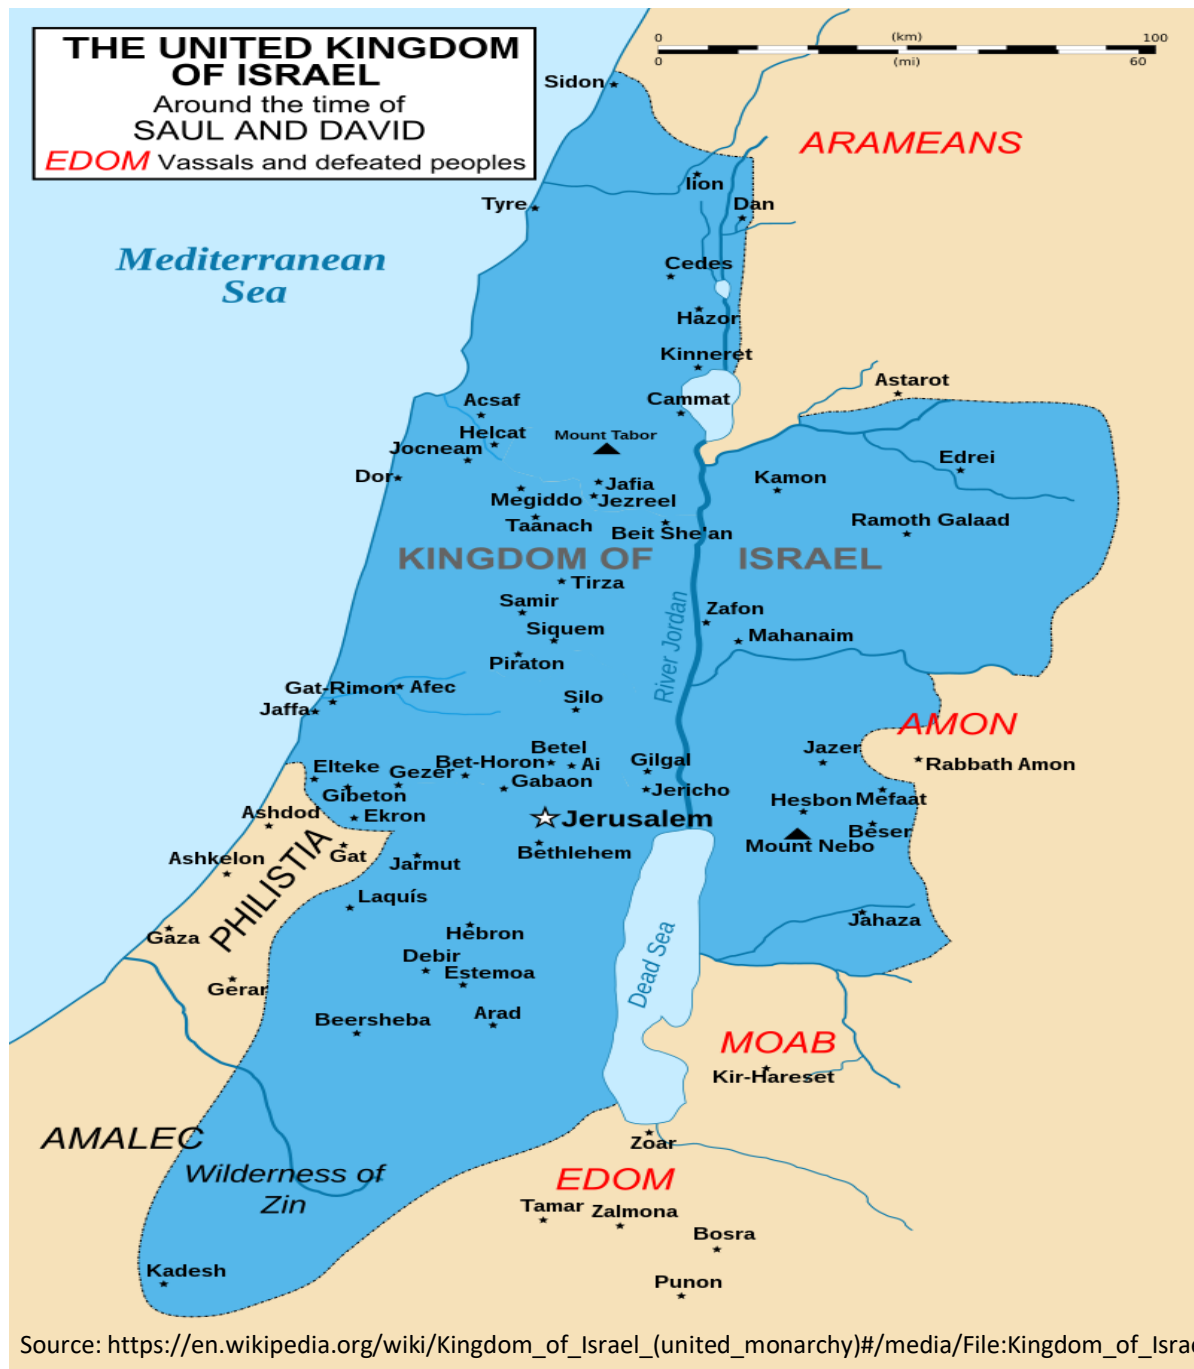 THE UNITED KINGDOM
OF ISRAEL
Around the time of
SAUL AND DAVID
EDOM Vassals and defeated peoples
0 (km) 100
0 (mi) 60
Sidon
ARAMEANS
Ilion
Tyre
Dan
Mediterranean
Sea
Cedes
Hazor
Kinneret
Astarot
Acsaf
Cammat
Helcat
Mount Tabor
Jocneam
Edrei
Dor
Kamon
Jafia
Megiddo
Jezreel
Taanach
Ramoth Galaad
Beit She'an
KINGDOM OF ISRAEL
Tirza
Samir
Zafon
Siquem
Mahanaim
River Jordan
Piraton
Gat-Rimon
Afec
Silo
Jaffa
AMON
Betel
Jazer
Bet-Horon
Ai
Gilgal
Rabbath Amon
Elteke
Gezer
Gabaon
Jericho
Gibeton
Hesbon
Mefaat
Ashdod
Ekron
Jerusalem
Beser
Mount Nebo
Ashkelon
Gat
Jarmut
Bethlehem
PHILISTIA
Laquís
Jahaza
Gaza
Hebron
Debir
Dead Sea
Estemoa
Gerar
Beersheba
Arad
MOAB
Kir-Hareset
AMALEC
Zoar
Wilderness of
Zin
EDOM
Tamar
Zalmona
Bosra
Kadesh
Punon
Source: https://en.wikipedia.org/wiki/Kingdom_of_Israel_(united_monarchy)#/media/File:Kingdom_of_Israe